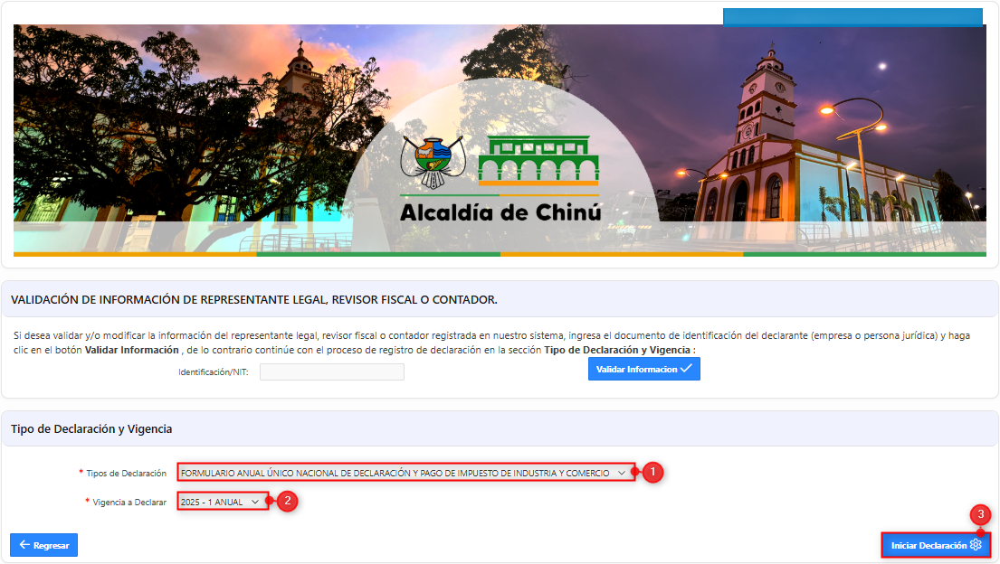 Alcaldía de Chinú
VALIDACIÓN DE INFORMACIÓN DE REPRESENTANTE LEGAL, REVISOR FISCAL O CONTADOR.
Si desea validar y/o modificar la información del representante legal, revisor fiscal o contador registrada en nuestro sistema, ingresa el documento de identificación del declarante (empresa o persona jurídica) y haga
clic en el botón Validar Información , de lo contrario continúe con el proceso de registro de declaración en la sección Tipo de Declaración y Vigencia :
Identificación/NIT:
Validar Informacion
Tipo de Declaración y Vigencia
* Tipos de Declaración FORMULARIO ANUAL ÚNICO NACIONAL DE DECLARACIÓN Y PAGO DE IMPUESTO DE INDUSTRIA Y COMERCIO 1
* Vigencia a Declarar 2025 - 1 ANUAL 2
3
Regresar
Iniciar Declaración